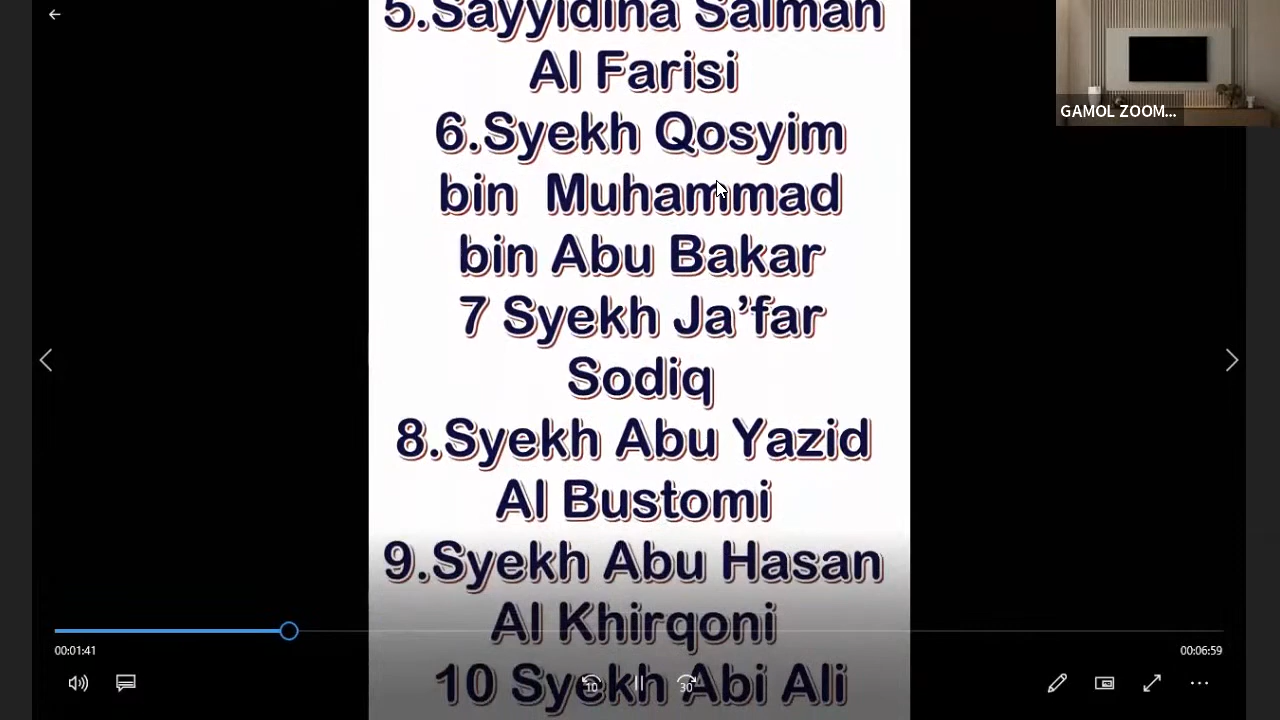 5.Sayyidina Salman
Al Farisi
6.Syekh Qosyim
bin Muhammad
bin Abu Bakar
7 Syekh Ja’far
Sodiq
8.Syekh Abu Yazid
Al Bustomi
9.Syekh Abu Hasan
Al Khirqoni
10 Syekh Abi Ali
GAMOL ZOOM...
00:01:41
00:06:59
10
30